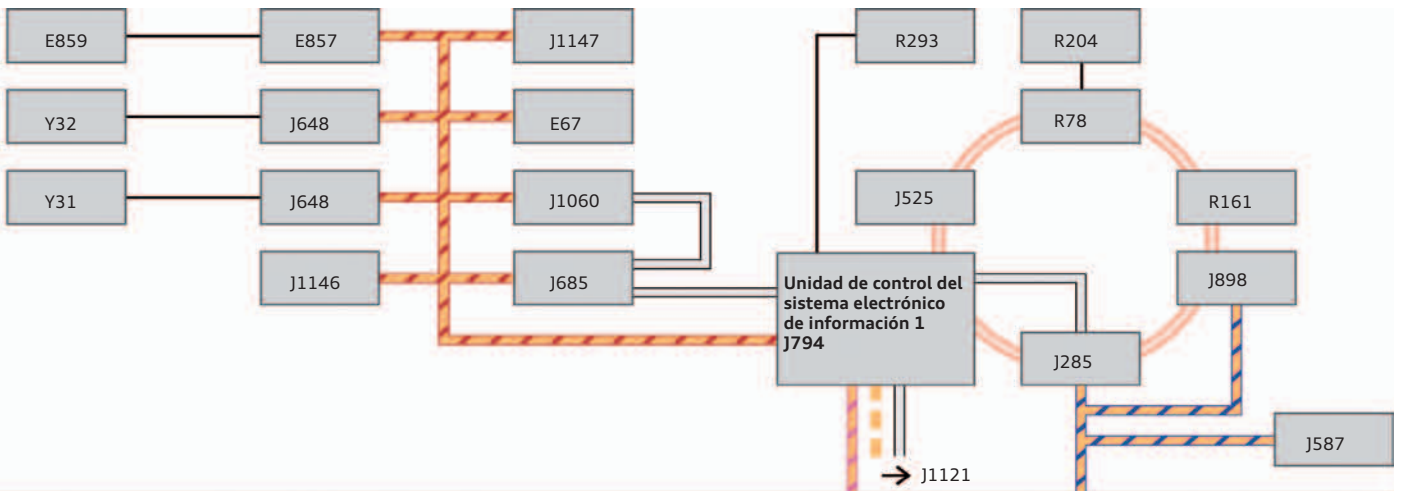 E859
E857
J1147
R293
R204
Y32
J648
E67
R78
Y31
J648
J1060
J525
R161
J1146
J685
Unidad de control del
sistema electrónico
de información 1
J794
J898
J285
J587
J1121